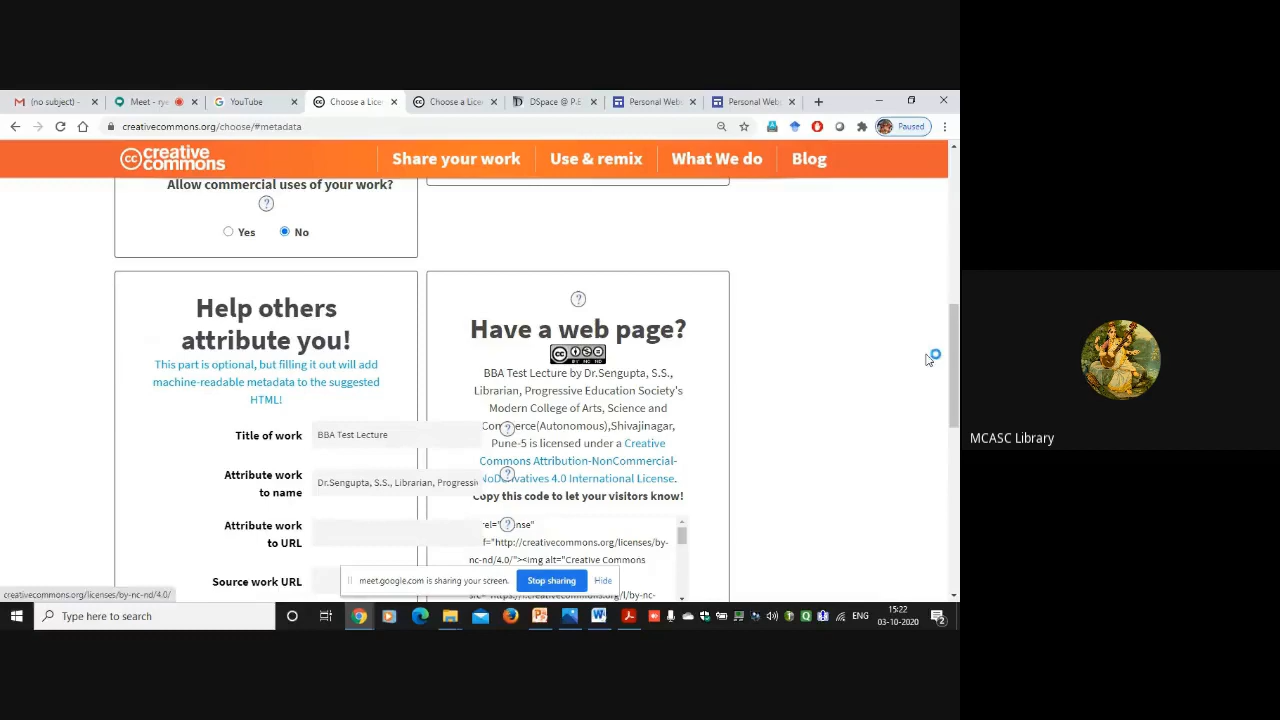 (no subject) -
Meet - rye
YouTube
Choose a Lice
Choose a Lice
DSpace @ P.E
Personal Web
Personal Web
creativecommons.org/choose/#metadata
Paused
creative commons
Share your work
Use & remix
What We do
Blog
Allow commercial uses of your work?
?
Yes
No
Help others
attribute you!
This part is optional, but filling it out will add
machine-readable metadata to the suggested
HTML!
Title of work
BBA Test Lecture
?
Attribute work
to name
Dr.Sengupta, S.S., Librarian, Progressiv
?
Attribute work
to URL
?
Source work URL
?
Have a web page?
cc BY NC ND
BBA Test Lecture by Dr.Sengupta, S.S.,
Librarian, Progressive Education Society's
Modern College of Arts, Science and
Commerce(Autonomous),Shivajinagar,
Pune-5 is licensed under a Creative
Commons Attribution-NonCommercial-
NoDerivatives 4.0 International License.
Copy this code to let your visitors know!
="http://creativecommons.org/licenses/by-
nc-nd/4.0/"><img alt="Creative Commons
meet.google.com is sharing your screen.
Stop sharing
Hide
creativecommons.org/licenses/by-nc-nd/4.0/
Type here to search
ENG
15:22
03-10-2020
2
MCASC Library